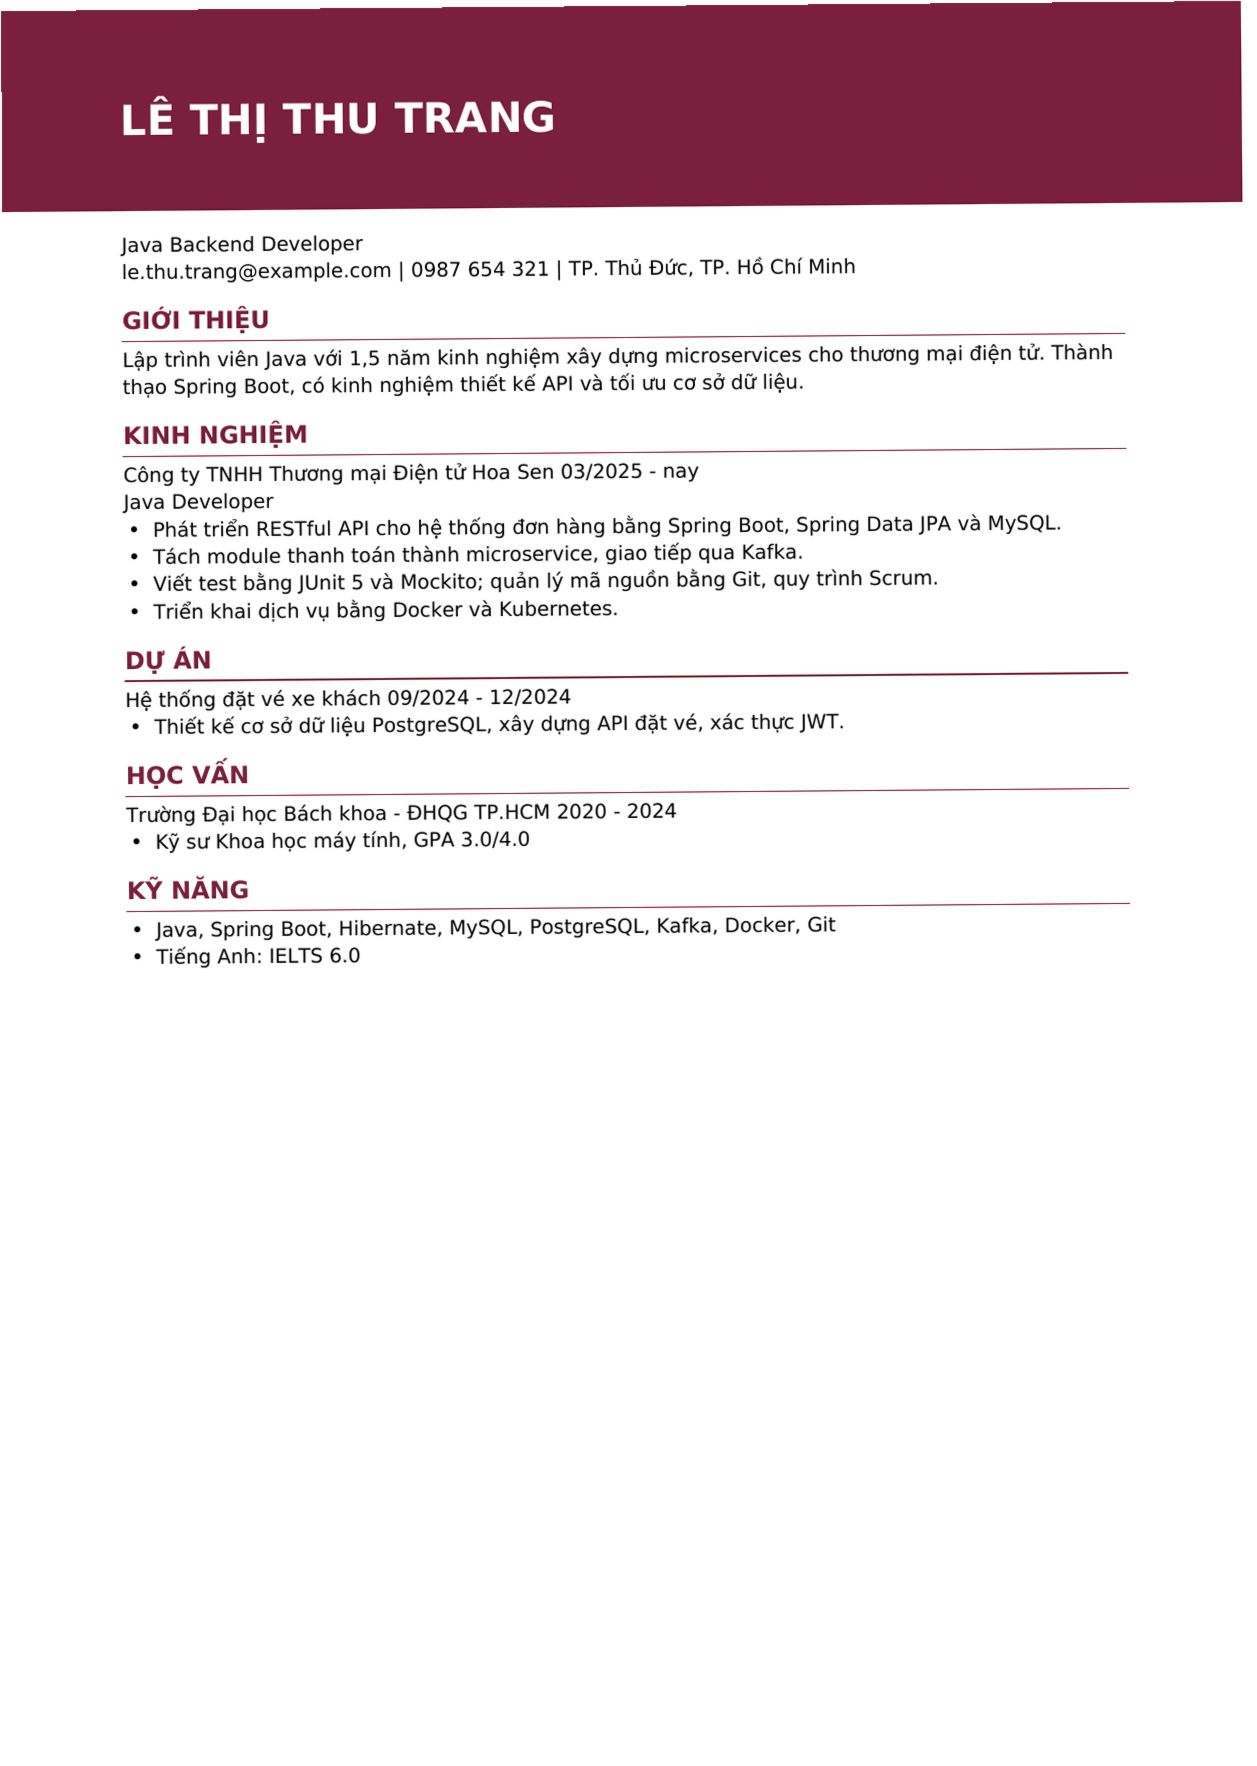 LÊ THỊ THU TRANG
Java Backend Developer
le.thu.trang@example.com | 0987 654 321 | TP. Thủ Đức, TP. Hồ Chí Minh
GIỚI THIỆU
Lập trình viên Java với 1,5 năm kinh nghiệm xây dựng microservices cho thương mại điện tử. Thành
thạo Spring Boot, có kinh nghiệm thiết kế API và tối ưu cơ sở dữ liệu.
KINH NGHIỆM
Công ty TNHH Thương mại Điện tử Hoa Sen 03/2025 - nay
Java Developer
• Phát triển RESTful API cho hệ thống đơn hàng bằng Spring Boot, Spring Data JPA và MySQL.
• Tách module thanh toán thành microservice, giao tiếp qua Kafka.
• Viết test bằng JUnit 5 và Mockito; quản lý mã nguồn bằng Git, quy trình Scrum.
• Triển khai dịch vụ bằng Docker và Kubernetes.
DỰ ÁN
Hệ thống đặt vé xe khách 09/2024 - 12/2024
• Thiết kế cơ sở dữ liệu PostgreSQL, xây dựng API đặt vé, xác thực JWT.
HỌC VẤN
Trường Đại học Bách khoa - ĐHQG TP.HCM 2020 - 2024
• Kỹ sư Khoa học máy tính, GPA 3.0/4.0
KỸ NĂNG
• Java, Spring Boot, Hibernate, MySQL, PostgreSQL, Kafka, Docker, Git
• Tiếng Anh: IELTS 6.0